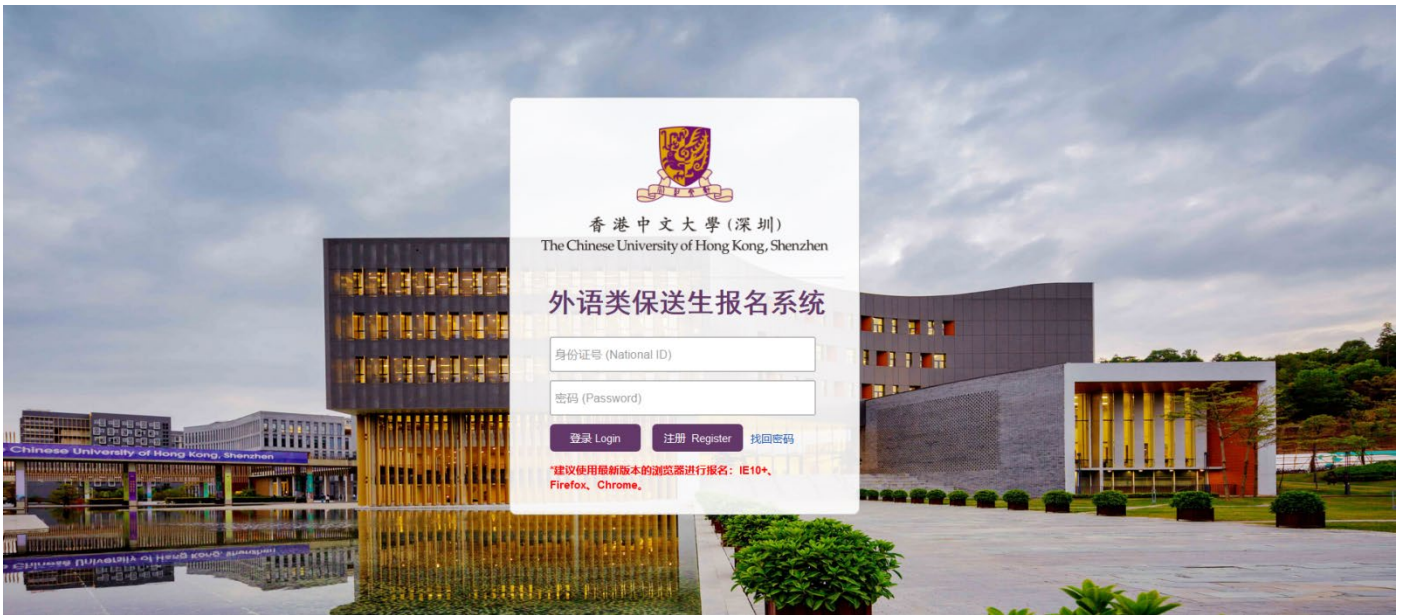 香港中文大學(深圳)
The Chinese University of Hong Kong, Shenzhen
外语类保送生报名系统
身份证号 (National ID)
密码 (Password)
登录 Login
注册 Register
找回密码
*建议使用最新版本的浏览器进行报名：IE10+、
Firefox、Chrome。
Chinese University of Hong Kong, Shenzhen